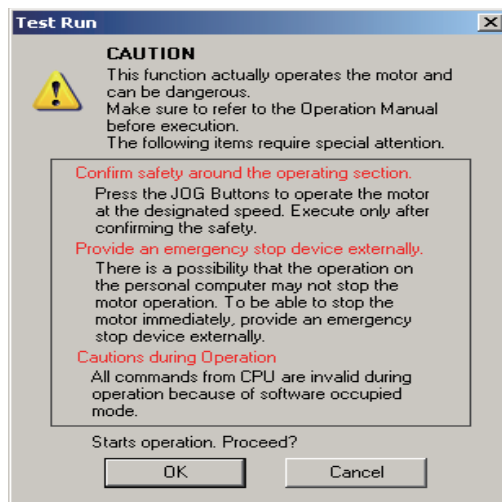 Test Run
CAUTION
This function actually operates the motor and
can be dangerous.
Make sure to refer to the Operation Manual
before execution.
The following items require special attention.
Confirm safety around the operating section.
Press the JOG Buttons to operate the motor
at the designated speed. Execute only after
confirming the safety.
Provide an emergency stop device externally.
There is a possibility that the operation on
the personal computer may not stop the
motor operation. To be able to stop the
motor immediately, provide an emergency
stop device externally.
Cautions during Operation
All commands from CPU are invalid during
operation because of software occupied
mode.
Starts operation. Proceed?
OK Cancel